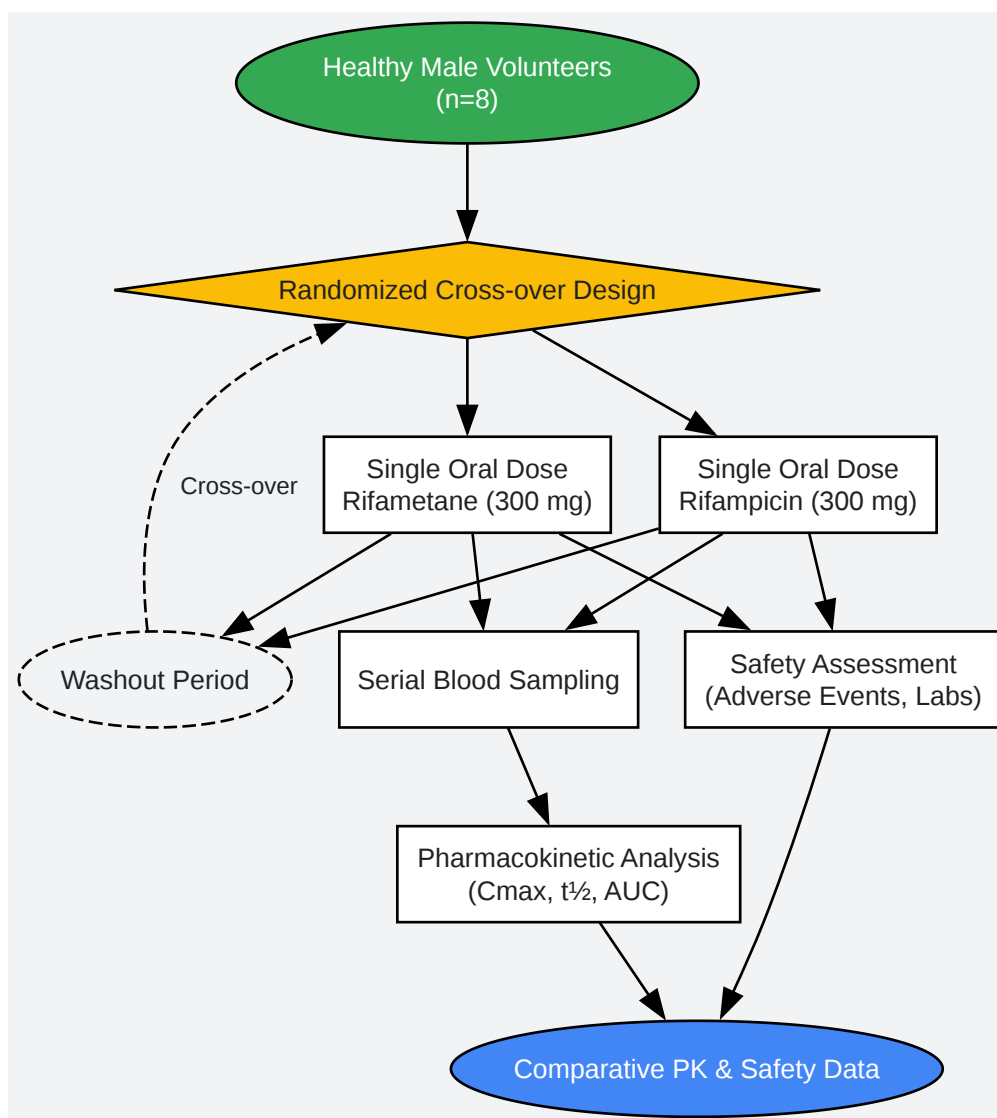 Healthy Male Volunteers
(n=8)
Randomized Cross-over Design
Single Oral Dose
Rifametane (300 mg)
Single Oral Dose
Rifampicin (300 mg)
Cross-over
Washout Period
Serial Blood Sampling
Safety Assessment
(Adverse Events, Labs)
Pharmacokinetic Analysis
(Cmax, t½, AUC)
Comparative PK & Safety Data